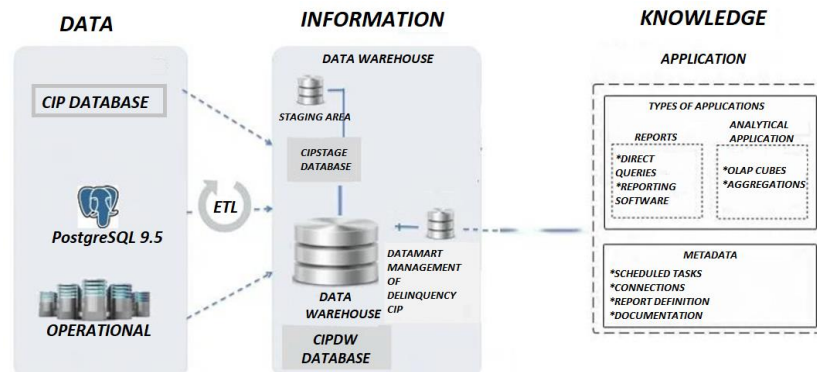 DATA
INFORMATION
KNOWLEDGE
CIP DATABASE
PostgreSQL 9.5
OPERATIONAL
ETL
DATA WAREHOUSE
STAGING AREA
CIPSTAGE
DATABASE
DATA
WAREHOUSE
CIPDW
DATABASE
DATAMART
MANAGEMENT
OF
DELINQUENCY
CIP
APPLICATION
TYPES OF APPLICATIONS
REPORTS
*DIRECT
QUERIES
*REPORTING
SOFTWARE
ANALYTICAL
APPLICATION
*OLAP CUBES
*AGGREGATIONS
METADATA
*SCHEDULED TASKS
*CONNECTIONS
*REPORT DEFINITION
*DOCUMENTATION